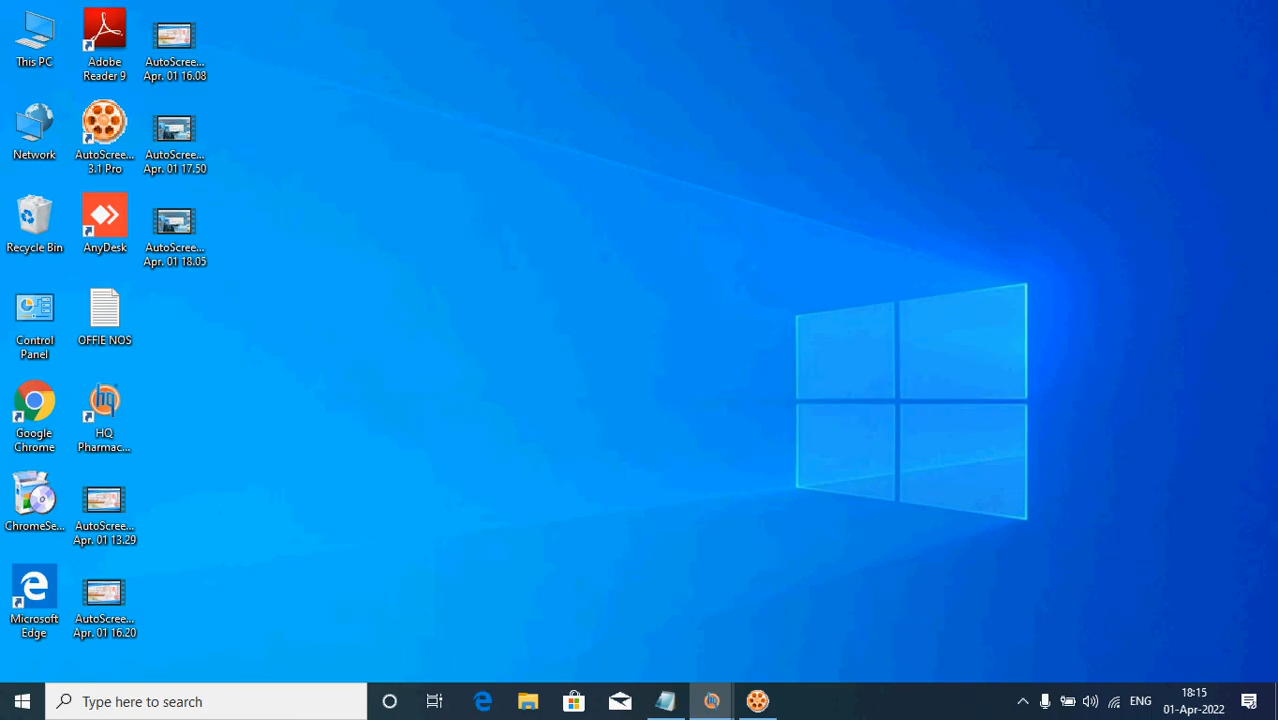 This PC
Adobe
Reader 9
AutoScree...
Apr. 01 16.08
Network
AutoScree...
3.1 Pro
AutoScree...
Apr. 01 17.50
Recycle Bin
AnyDesk
AutoScree...
Apr. 01 18.05
Control
Panel
OFFIE NOS
Google
Chrome
hq
HQ
Pharmac...
ChromeSe...
AutoScree...
Apr. 01 13.29
Microsoft
Edge
AutoScree...
Apr. 01 16.20
Type here to search
ENG
18:15
01-Apr-2022